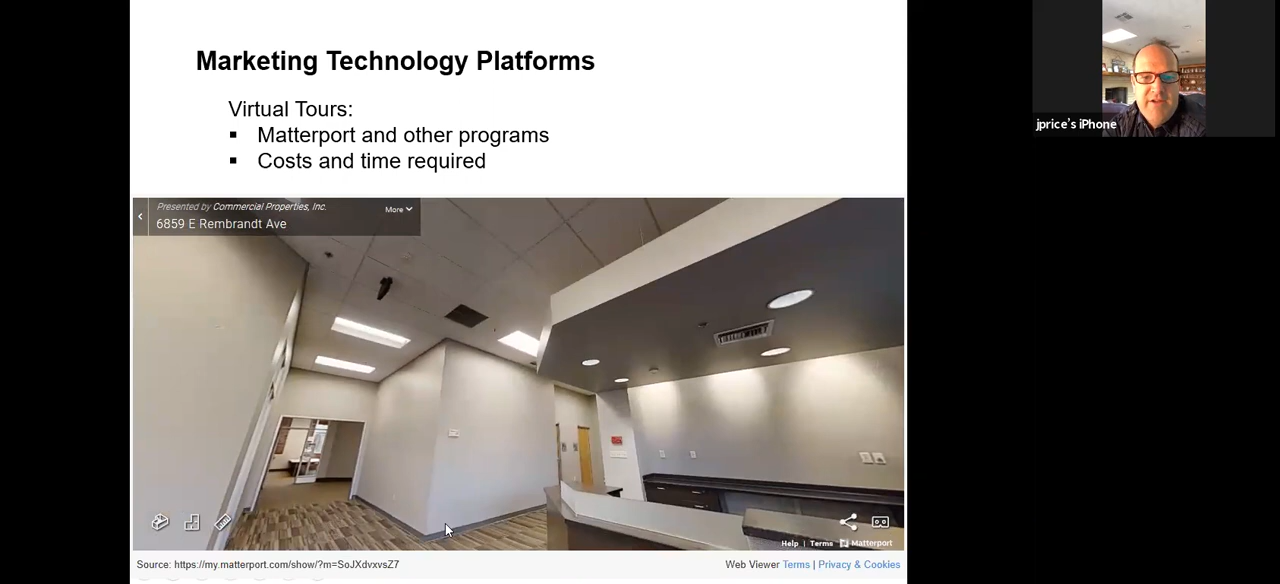 Marketing Technology Platforms
Virtual Tours:
▪ Matterport and other programs
▪ Costs and time required
Presented by Commercial Properties, Inc.
More
6859 E Rembrandt Ave
Help | Terms | Matterport
Source: https://my.matterport.com/show/?m=SoJXdvxvsZ7
Web Viewer Terms | Privacy & Cookies
jprice's iPhone